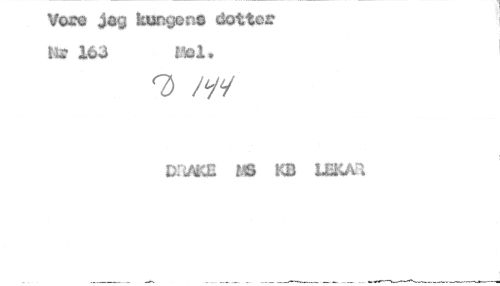 Vore jag kungens dotter
Nr 163 Mel.
D 144
DRAKE MS KB LEKAR